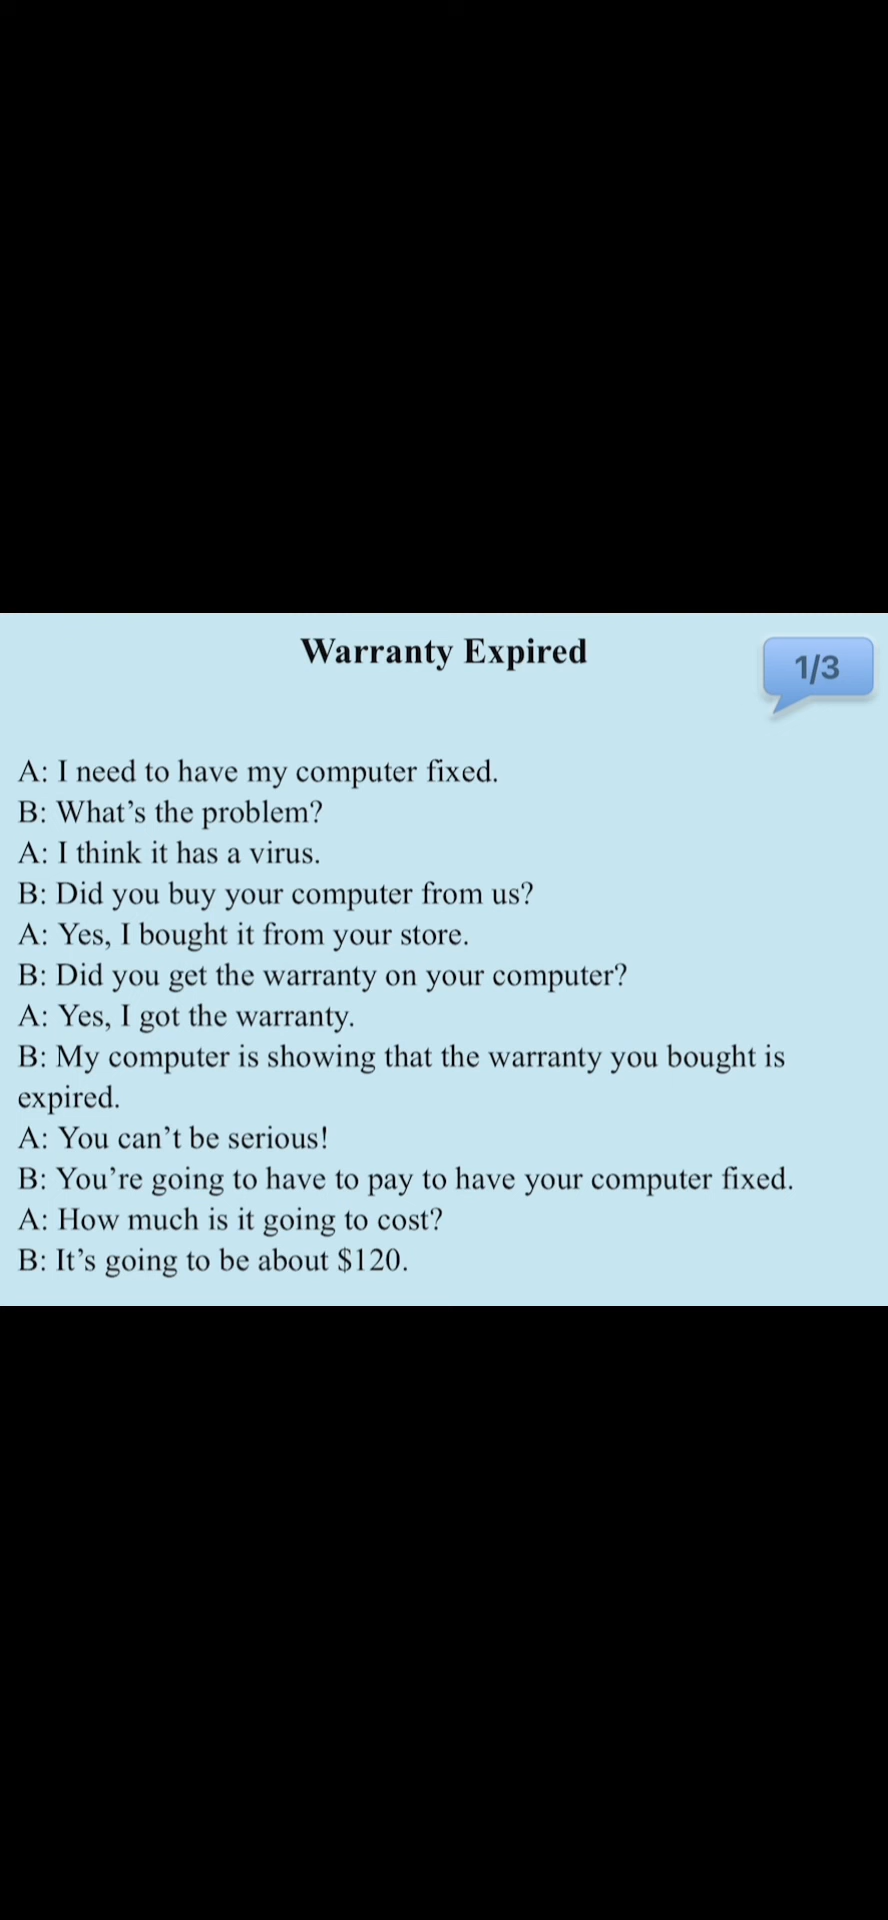 Warranty Expired
1/3
A: I need to have my computer fixed.
B: What’s the problem?
A: I think it has a virus.
B: Did you buy your computer from us?
A: Yes, I bought it from your store.
B: Did you get the warranty on your computer?
A: Yes, I got the warranty.
B: My computer is showing that the warranty you bought is
expired.
A: You can’t be serious!
B: You’re going to have to pay to have your computer fixed.
A: How much is it going to cost?
B: It’s going to be about $120.